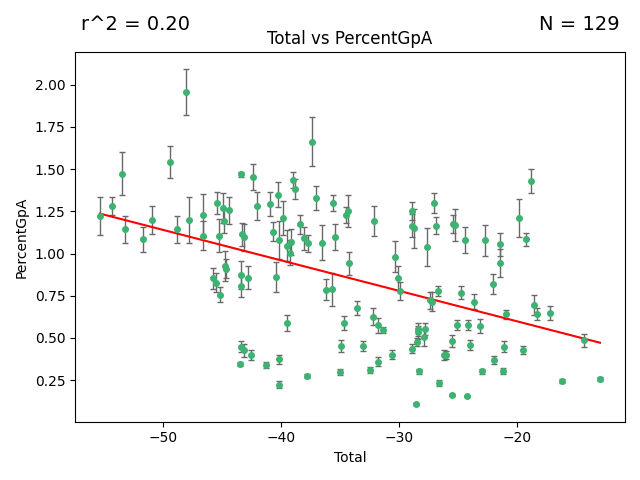 r^2 = 0.20
N = 129
Total vs PercentGpA
PercentGpA
2.00
1.75
1.50
1.25
1.00
0.75
0.50
0.25
−50
−40
−30
−20
Total